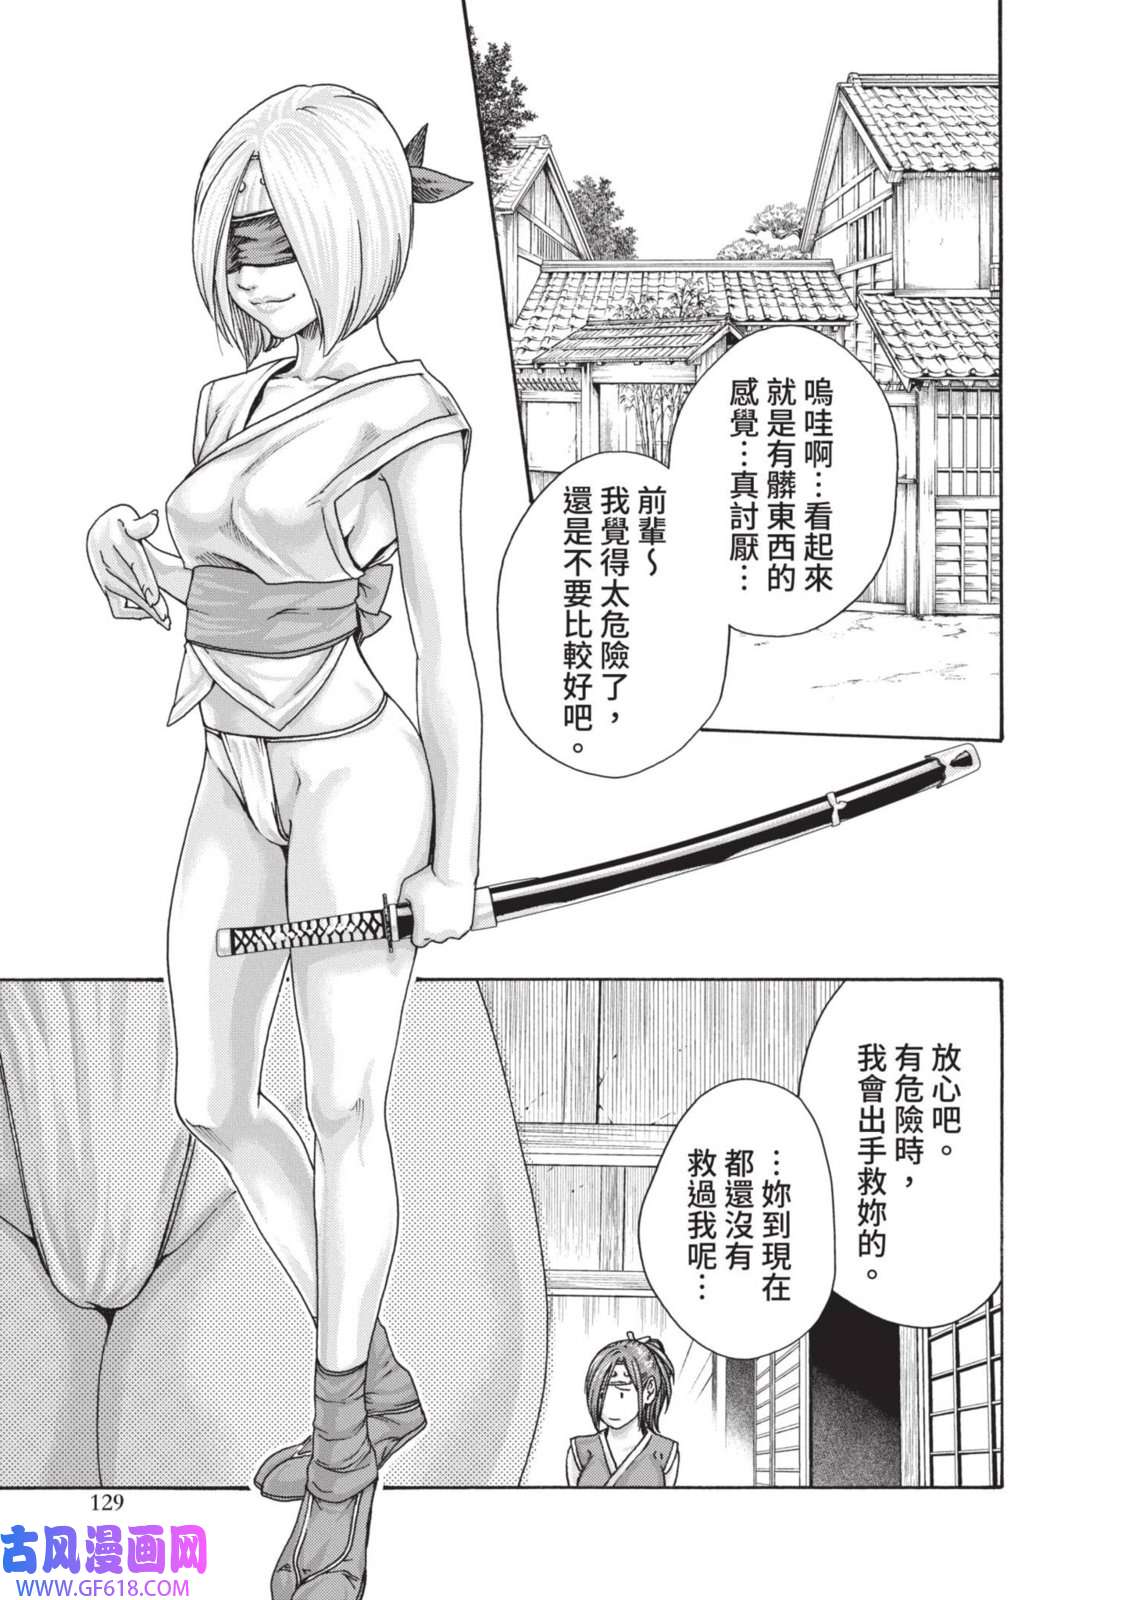 嗚哇啊…看起來
就是有髒東西的
感覺…真討厭…
前輩～
我覺得太危險了，
還是不要比較好吧。
放心吧。
有危險時，
我會出手救妳的。
…妳到現在
都還沒有
救過我呢…
129
古风漫画网
WWW.GF618.COM